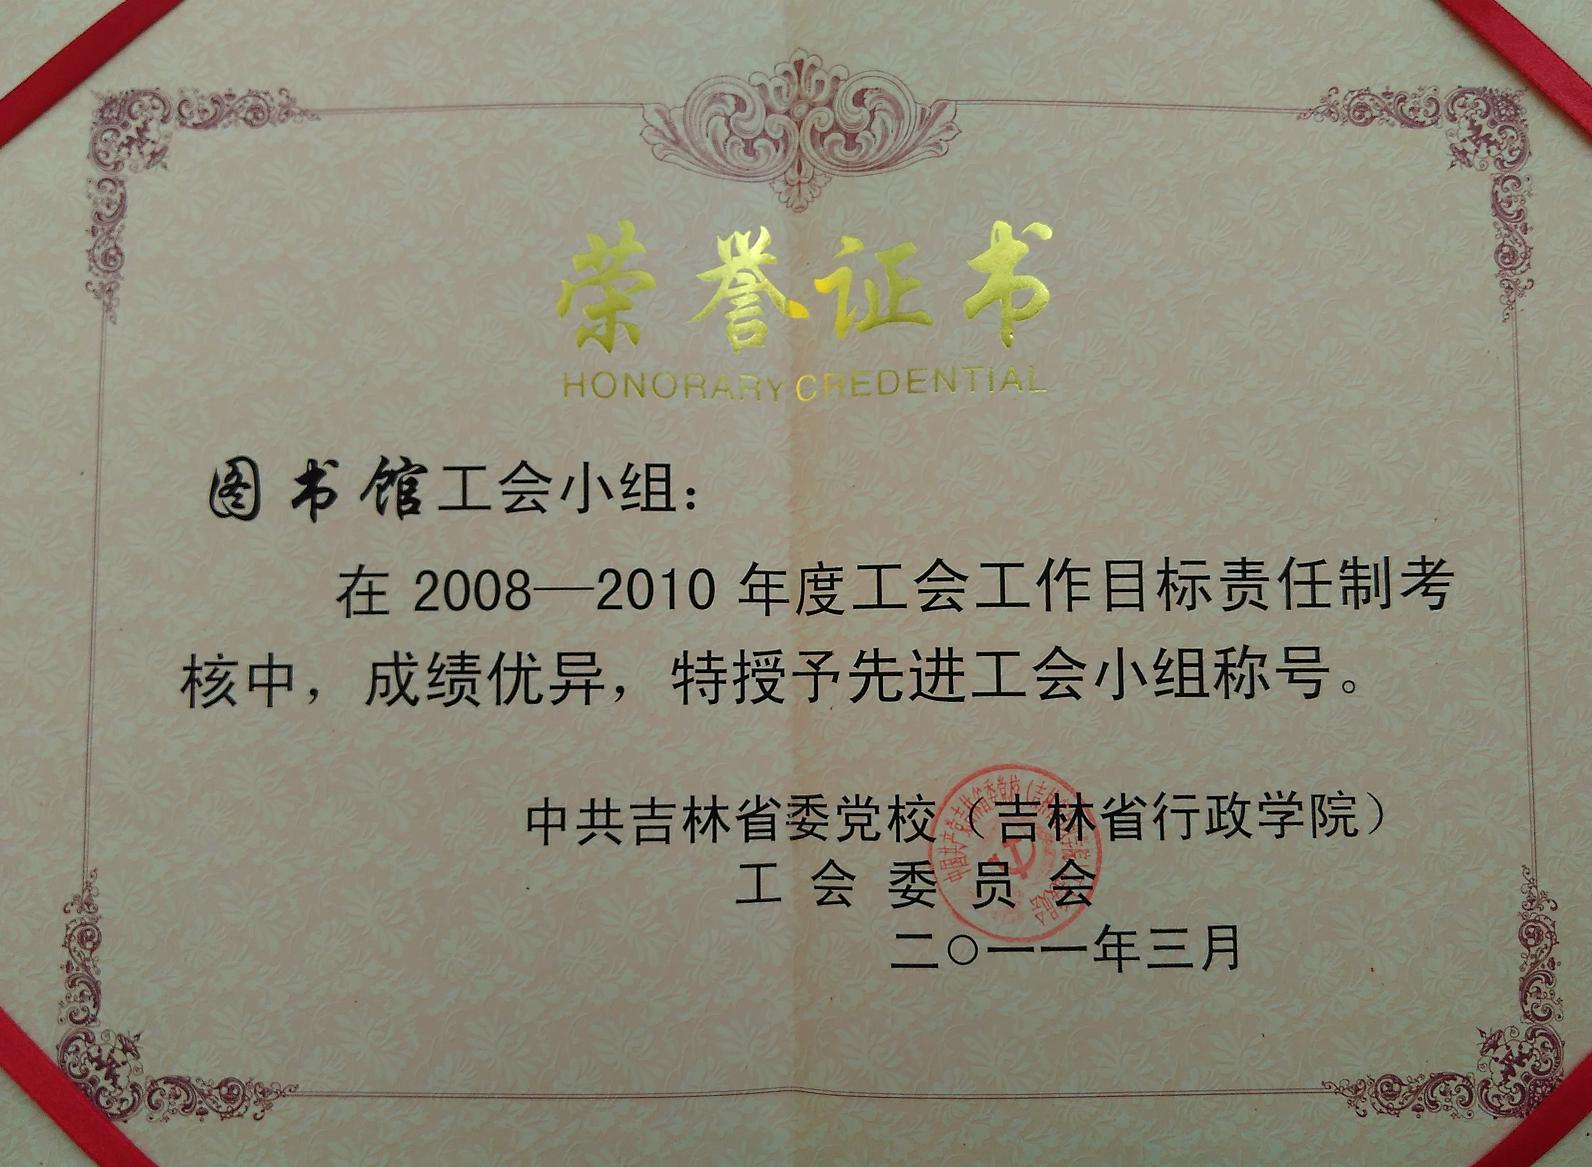 荣誉证书
HONORARY CREDENTIAL
图书馆工会小组：
在 2008—2010 年度工会工作目标责任制考
核中，成绩优异，特授予先进工会小组称号。
中共吉林省委党校（吉林省行政学院）
工会委员会
二○一一年三月